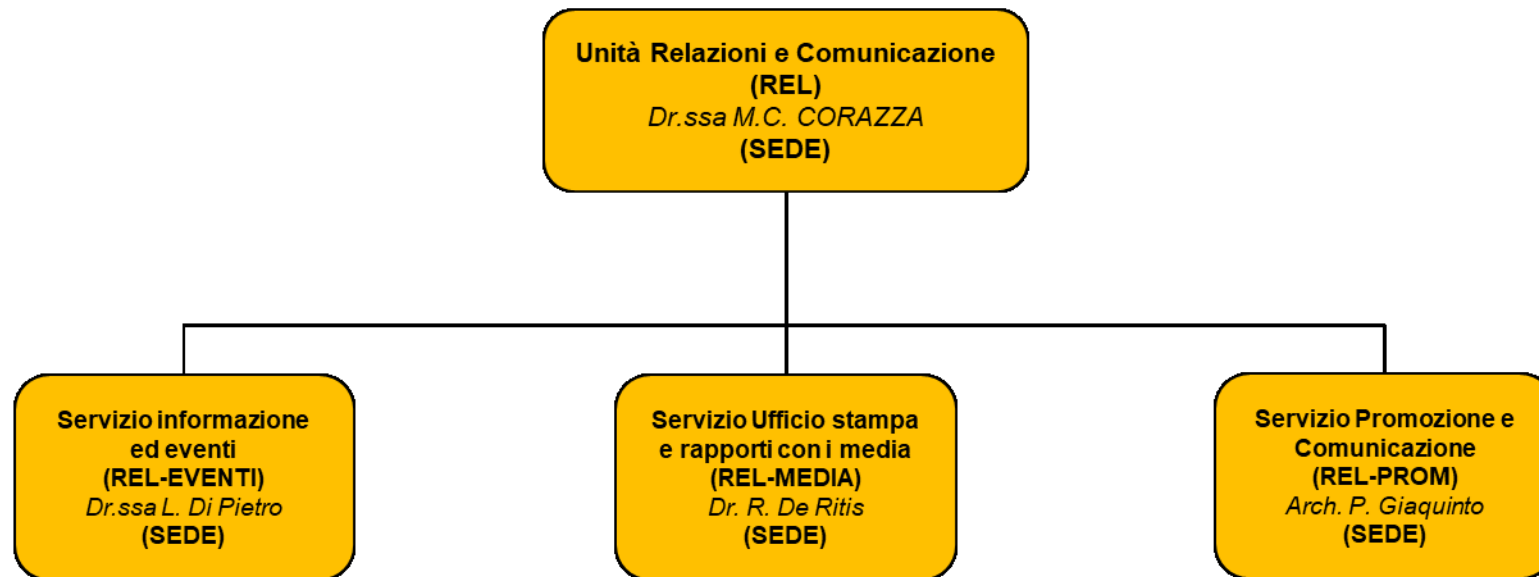 Unità Relazioni e Comunicazione
(REL)
Dr.ssa M.C. CORAZZA
(SEDE)
Servizio informazione
ed eventi
(REL-EVENTI)
Dr.ssa L. Di Pietro
(SEDE)
Servizio Ufficio stampa
e rapporti con i media
(REL-MEDIA)
Dr. R. De Ritis
(SEDE)
Servizio Promozione e
Comunicazione
(REL-PROM)
Arch. P. Giaquinto
(SEDE)